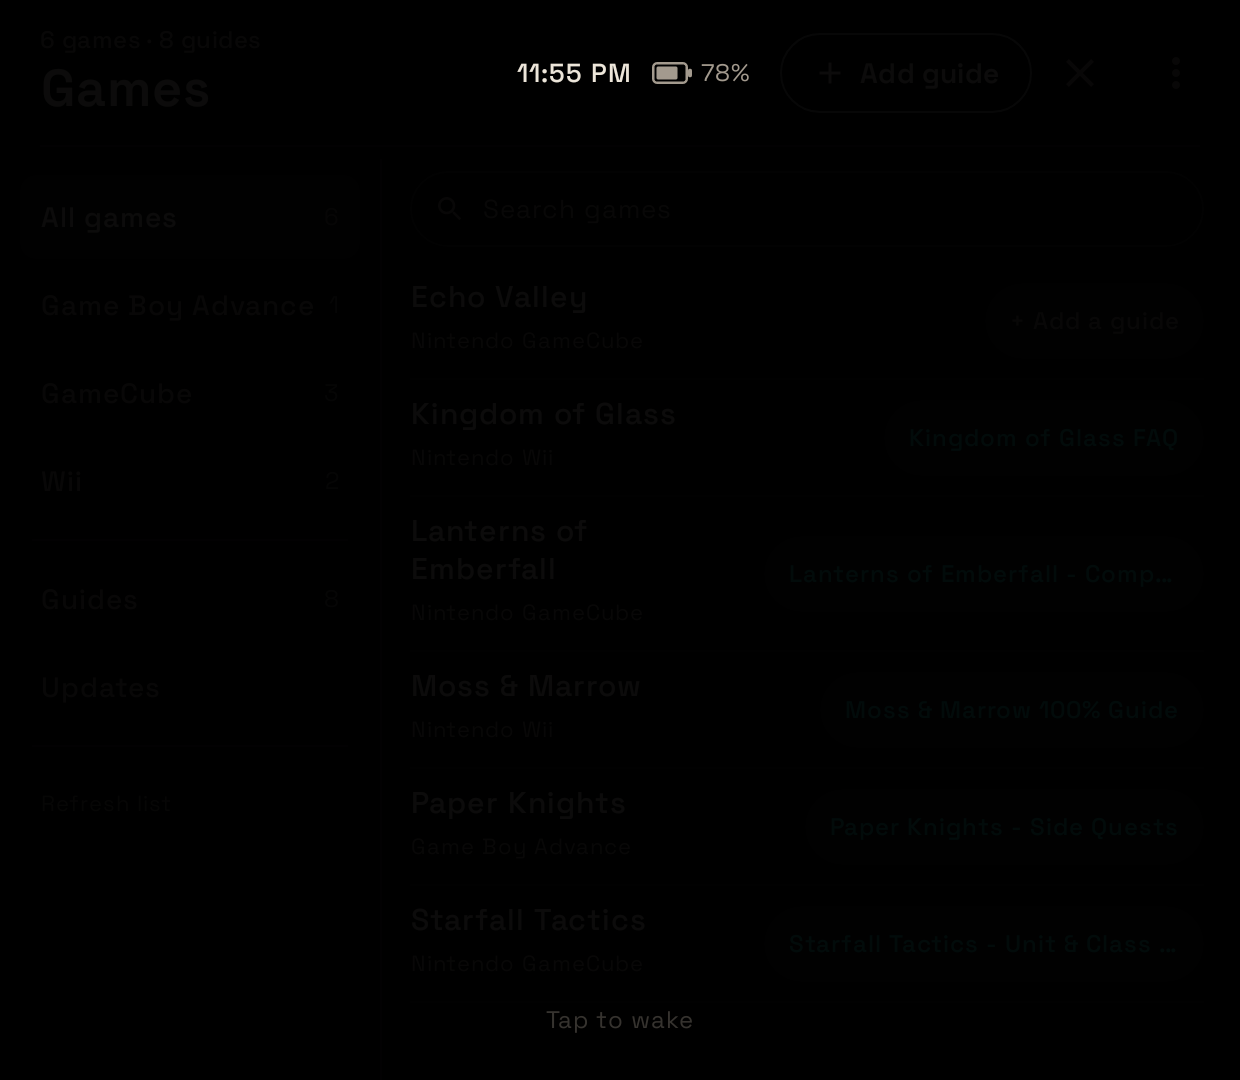 6 games · 8 guides
Games
11:55 PM
78%
+ Add guide
All games 6
Game Boy Advance 1
GameCube 3
Wii 2
Guides 8
Updates
Refresh list
Search games
Echo Valley
Nintendo GameCube
+ Add a guide
Kingdom of Glass
Nintendo Wii
Kingdom of Glass FAQ
Lanterns of
Emberfall
Nintendo GameCube
Lanterns of Emberfall - Comp…
Moss & Marrow
Nintendo Wii
Moss & Marrow 100% Guide
Paper Knights
Game Boy Advance
Paper Knights - Side Quests
Starfall Tactics
Nintendo GameCube
Starfall Tactics - Unit & Class …
Tap to wake